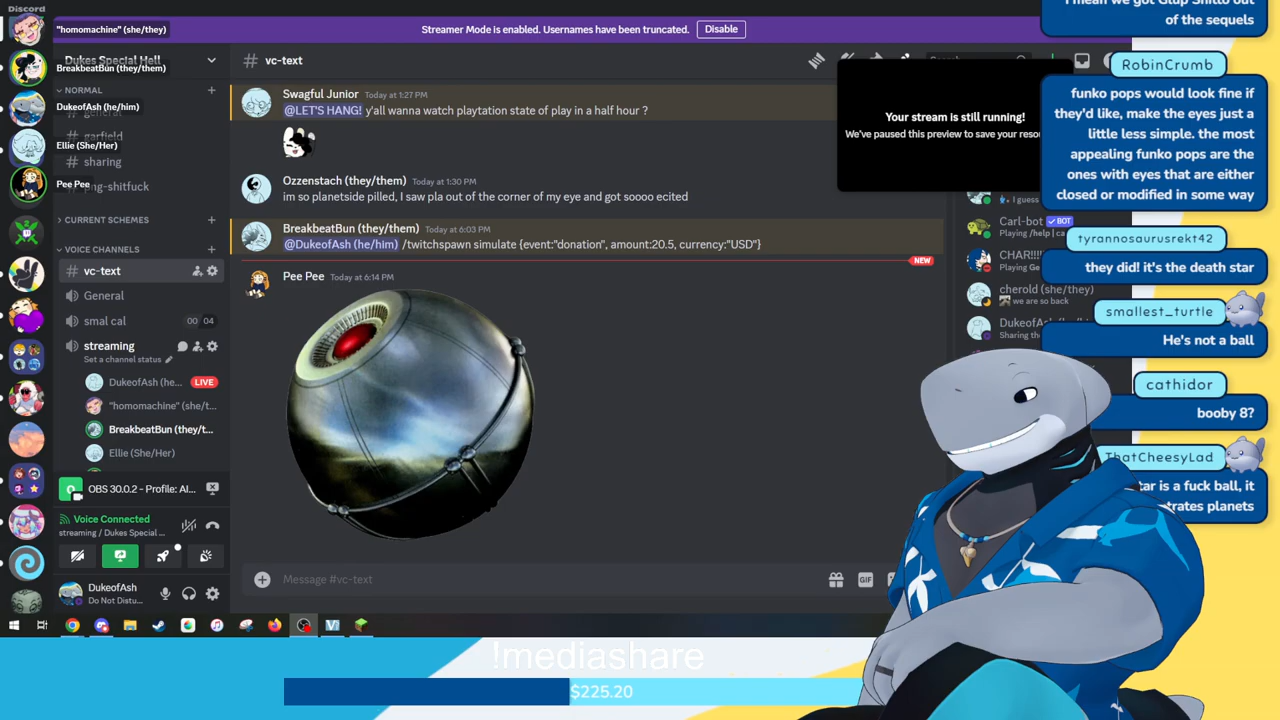 Discord
"homomachine" (she/they)
Streamer Mode is enabled. Usernames have been truncated.
Disable
Dukes Special Hell
BreakbeatBun (they/them)
NORMAL
DukeofAsh (he/him)
general
garfield
Ellie (She/Her)
sharing
Pee Pee
png-shitfuck
CURRENT SCHEMES
VOICE CHANNELS
vc-text
General
smal cal
00 04
streaming
Set a channel status
DukeofAsh (he...
LIVE
"homomachine" (she/t...
BreakbeatBun (they/t...
Ellie (She/Her)
OBS 30.0.2 - Profile: AI...
Voice Connected
streaming / Dukes Special ...
DukeofAsh
Do Not Distu...
# vc-text
Search
Swagful Junior Today at 1:27 PM
@LET'S HANG! y'all wanna watch playtation state of play in a half hour ?
Ozzenstach (they/them) Today at 1:30 PM
im so planetside pilled, I saw pla out of the corner of my eye and got soooo ecited
BreakbeatBun (they/them) Today at 6:03 PM
@DukeofAsh (he/him) /twitchspawn simulate {event:"donation", amount:20.5, currency:"USD"}
NEW
Pee Pee Today at 6:14 PM
Message #vc-text
GIF
Your stream is still running!
We've paused this preview to save your resou
I guess
Carl-bot BOT
Playing /help | ca
CHAR!!!
Playing Ge
cherold (she/they)
we are so back
DukeofAsh
Sharing the
I mean we got Glup Shitto out
of the sequels
RobinCrumb
funko pops would look fine if
they'd like, make the eyes just a
little less simple. the most
appealing funko pops are the
ones with eyes that are either
closed or modified in some way
tyrannosaurusrekt42
they did! it's the death star
smallest_turtle
He's not a ball
cathidor
booby 8?
ThatCheesyLad
tar is a fuck ball, it
trates planets
!mediashare
$225.20